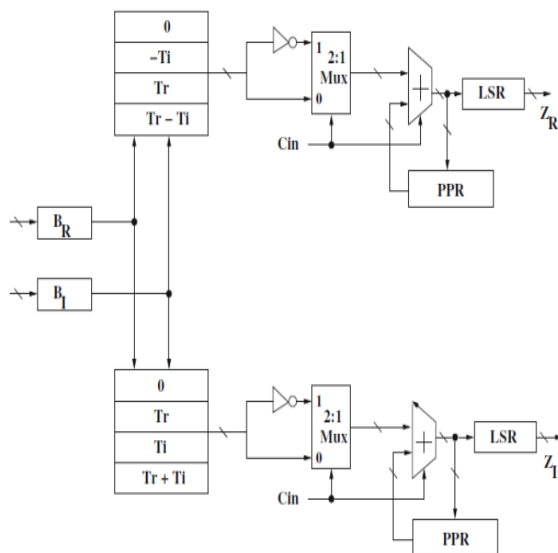 0
−Ti
Tr
Tr − Ti
1
2:1
Mux
0
Cin
+
LSR
Z_R
PPR
B_R
B_I
0
Tr
Ti
Tr + Ti
1
2:1
Mux
0
Cin
+
LSR
Z_I
PPR